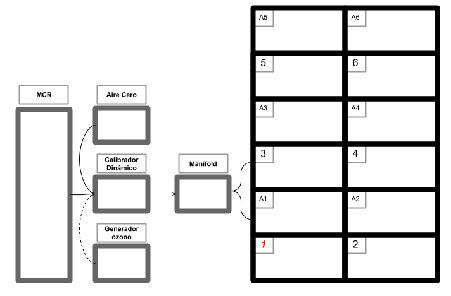 MCR
Aire Cero
Calibrador
Dinámico
Generador
ozono
Manifold
A5
A6
5
6
A3
A4
3
4
A1
A2
1
2